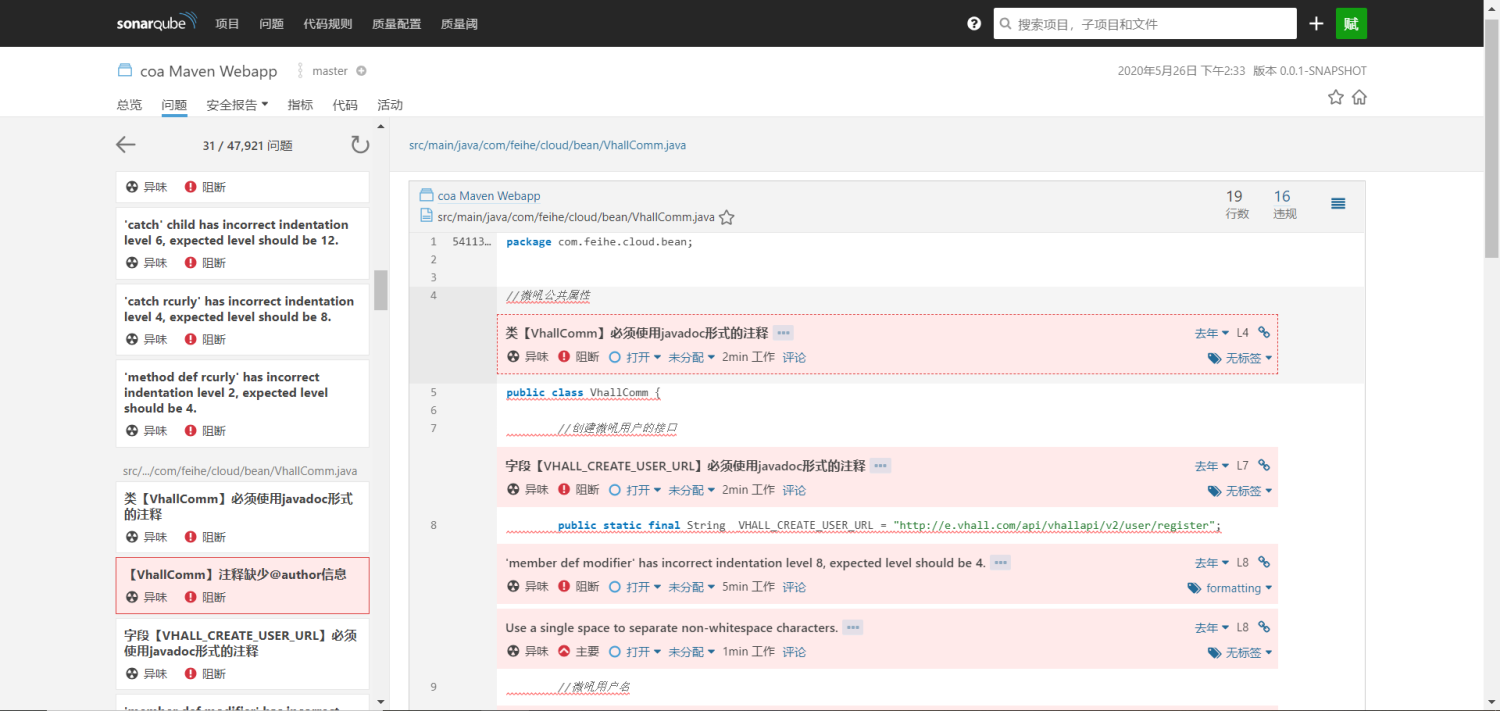 sonarqube 项目 问题 代码规则 质量配置 质量阈 ? 搜索项目，子项目和文件 + 赋
coa Maven Webapp master 2020年5月26日 下午2:33 版本 0.0.1-SNAPSHOT
总览 问题 安全报告 指标 代码 活动
31 / 47,921 问题
异味 阻断
'catch' child has incorrect indentation
level 6, expected level should be 12.
异味 阻断
'catch rcurly' has incorrect indentation
level 4, expected level should be 8.
异味 阻断
'method def rcurly' has incorrect
indentation level 2, expected level
should be 4.
异味 阻断
src/.../com/feihe/cloud/bean/VhallComm.java
类【VhallComm】必须使用javadoc形式
的注释
异味 阻断
【VhallComm】注释缺少@author信息
异味 阻断
字段【VHALL_CREATE_USER_URL】必须
使用javadoc形式的注释
异味 阻断
'member def modifier' has incorrect
src/main/java/com/feihe/cloud/bean/VhallComm.java
coa Maven Webapp
src/main/java/com/feihe/cloud/bean/VhallComm.java
19 16
行数 违规
1 54113... package com.feihe.cloud.bean;
2
3
4 //微吼公共属性
类【VhallComm】必须使用javadoc形式的注释 ••• 去年 L4
异味 阻断 打开 未分配 2min 工作 评论 无标签
5 public class VhallComm {
6
7 //创建微吼用户的接口
字段【VHALL_CREATE_USER_URL】必须使用javadoc形式的注释 ••• 去年 L7
异味 阻断 打开 未分配 2min 工作 评论 无标签
8 public static final String  VHALL_CREATE_USER_URL = "http://e.vhall.com/api/vhallapi/v2/user/register";
'member def modifier' has incorrect indentation level 8, expected level should be 4. ••• 去年 L8
异味 阻断 打开 未分配 5min 工作 评论 formatting
Use a single space to separate non-whitespace characters. ••• 去年 L8
异味 主要 打开 未分配 1min 工作 评论 无标签
9 //微吼用户名